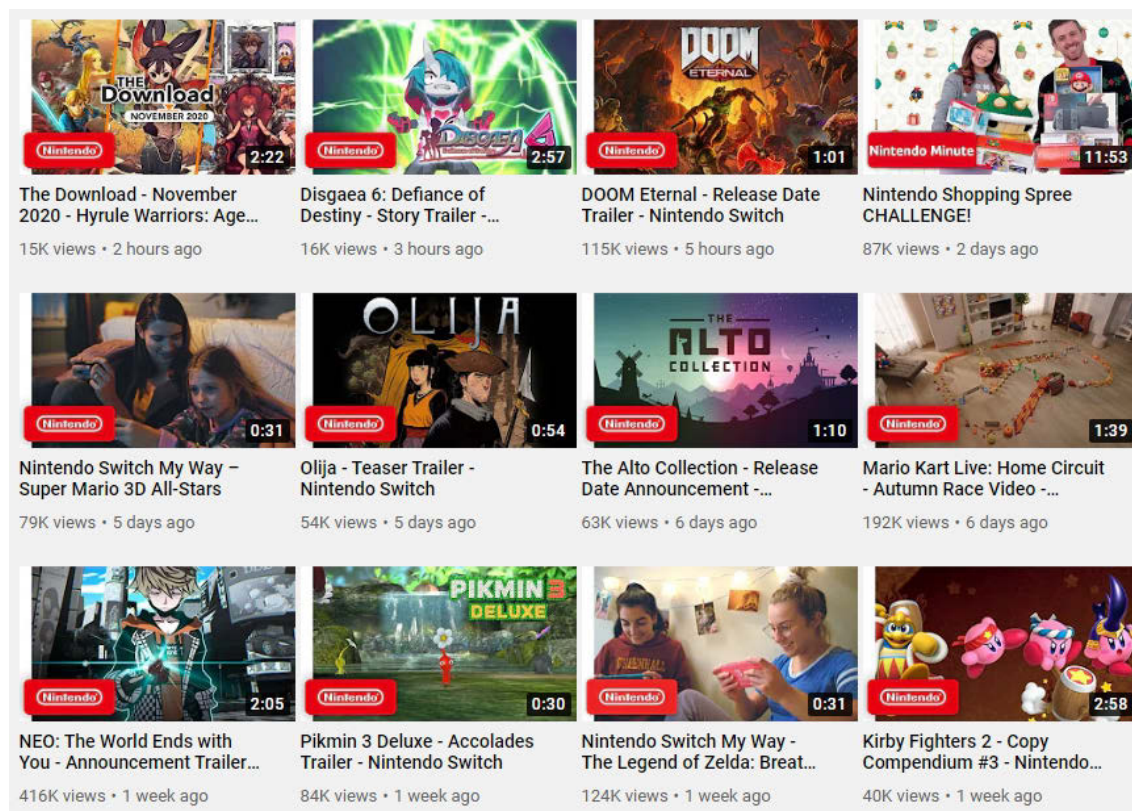 THE
Download
NOVEMBER 2020
Nintendo
2:22
DISGAEA 6
Nintendo
2:57
DOOM
ETERNAL
Nintendo
1:01
Nintendo Minute
11:53
The Download - November
2020 - Hyrule Warriors: Age...
15K views • 2 hours ago
Disgaea 6: Defiance of
Destiny - Story Trailer -...
16K views • 3 hours ago
DOOM Eternal - Release Date
Trailer - Nintendo Switch
115K views • 5 hours ago
Nintendo Shopping Spree
CHALLENGE!
87K views • 2 days ago
Nintendo
0:31
OLIJA
Nintendo
0:54
THE
ALTO
COLLECTION
Nintendo
1:10
Nintendo
1:39
Nintendo Switch My Way –
Super Mario 3D All-Stars
79K views • 5 days ago
Olija - Teaser Trailer -
Nintendo Switch
54K views • 5 days ago
The Alto Collection - Release
Date Announcement -...
63K views • 6 days ago
Mario Kart Live: Home Circuit
- Autumn Race Video -...
192K views • 6 days ago
Nintendo
2:05
PIKMIN 3
DELUXE
Nintendo
0:30
Nintendo
0:31
Nintendo
2:58
NEO: The World Ends with
You - Announcement Trailer...
416K views • 1 week ago
Pikmin 3 Deluxe - Accolades
Trailer - Nintendo Switch
84K views • 1 week ago
Nintendo Switch My Way -
The Legend of Zelda: Breat...
124K views • 1 week ago
Kirby Fighters 2 - Copy
Compendium #3 - Nintendo...
40K views • 1 week ago